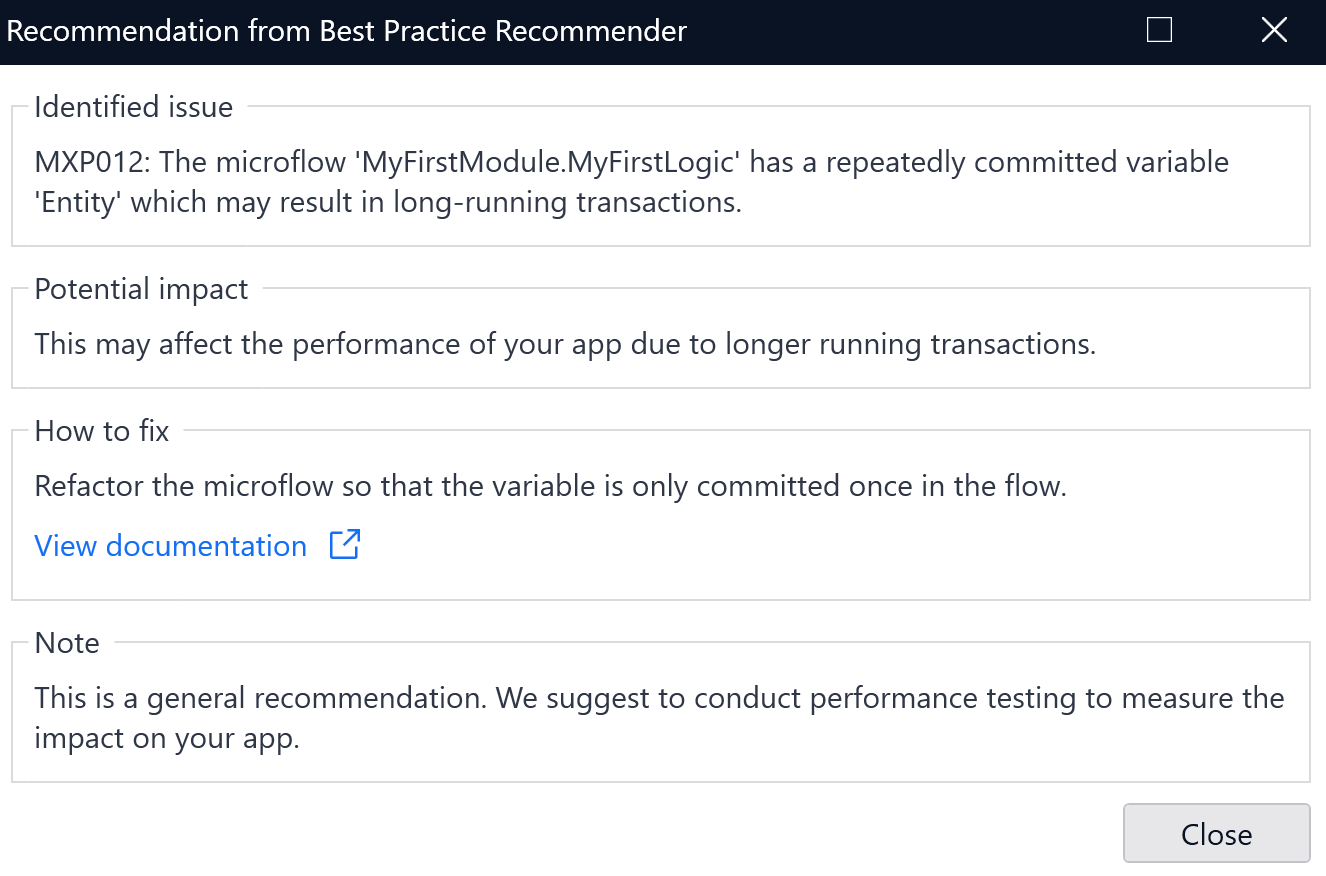 Recommendation from Best Practice Recommender
Identified issue
MXP012: The microflow 'MyFirstModule.MyFirstLogic' has a repeatedly committed variable
'Entity' which may result in long-running transactions.
Potential impact
This may affect the performance of your app due to longer running transactions.
How to fix
Refactor the microflow so that the variable is only committed once in the flow.
View documentation
Note
This is a general recommendation. We suggest to conduct performance testing to measure the
impact on your app.
Close